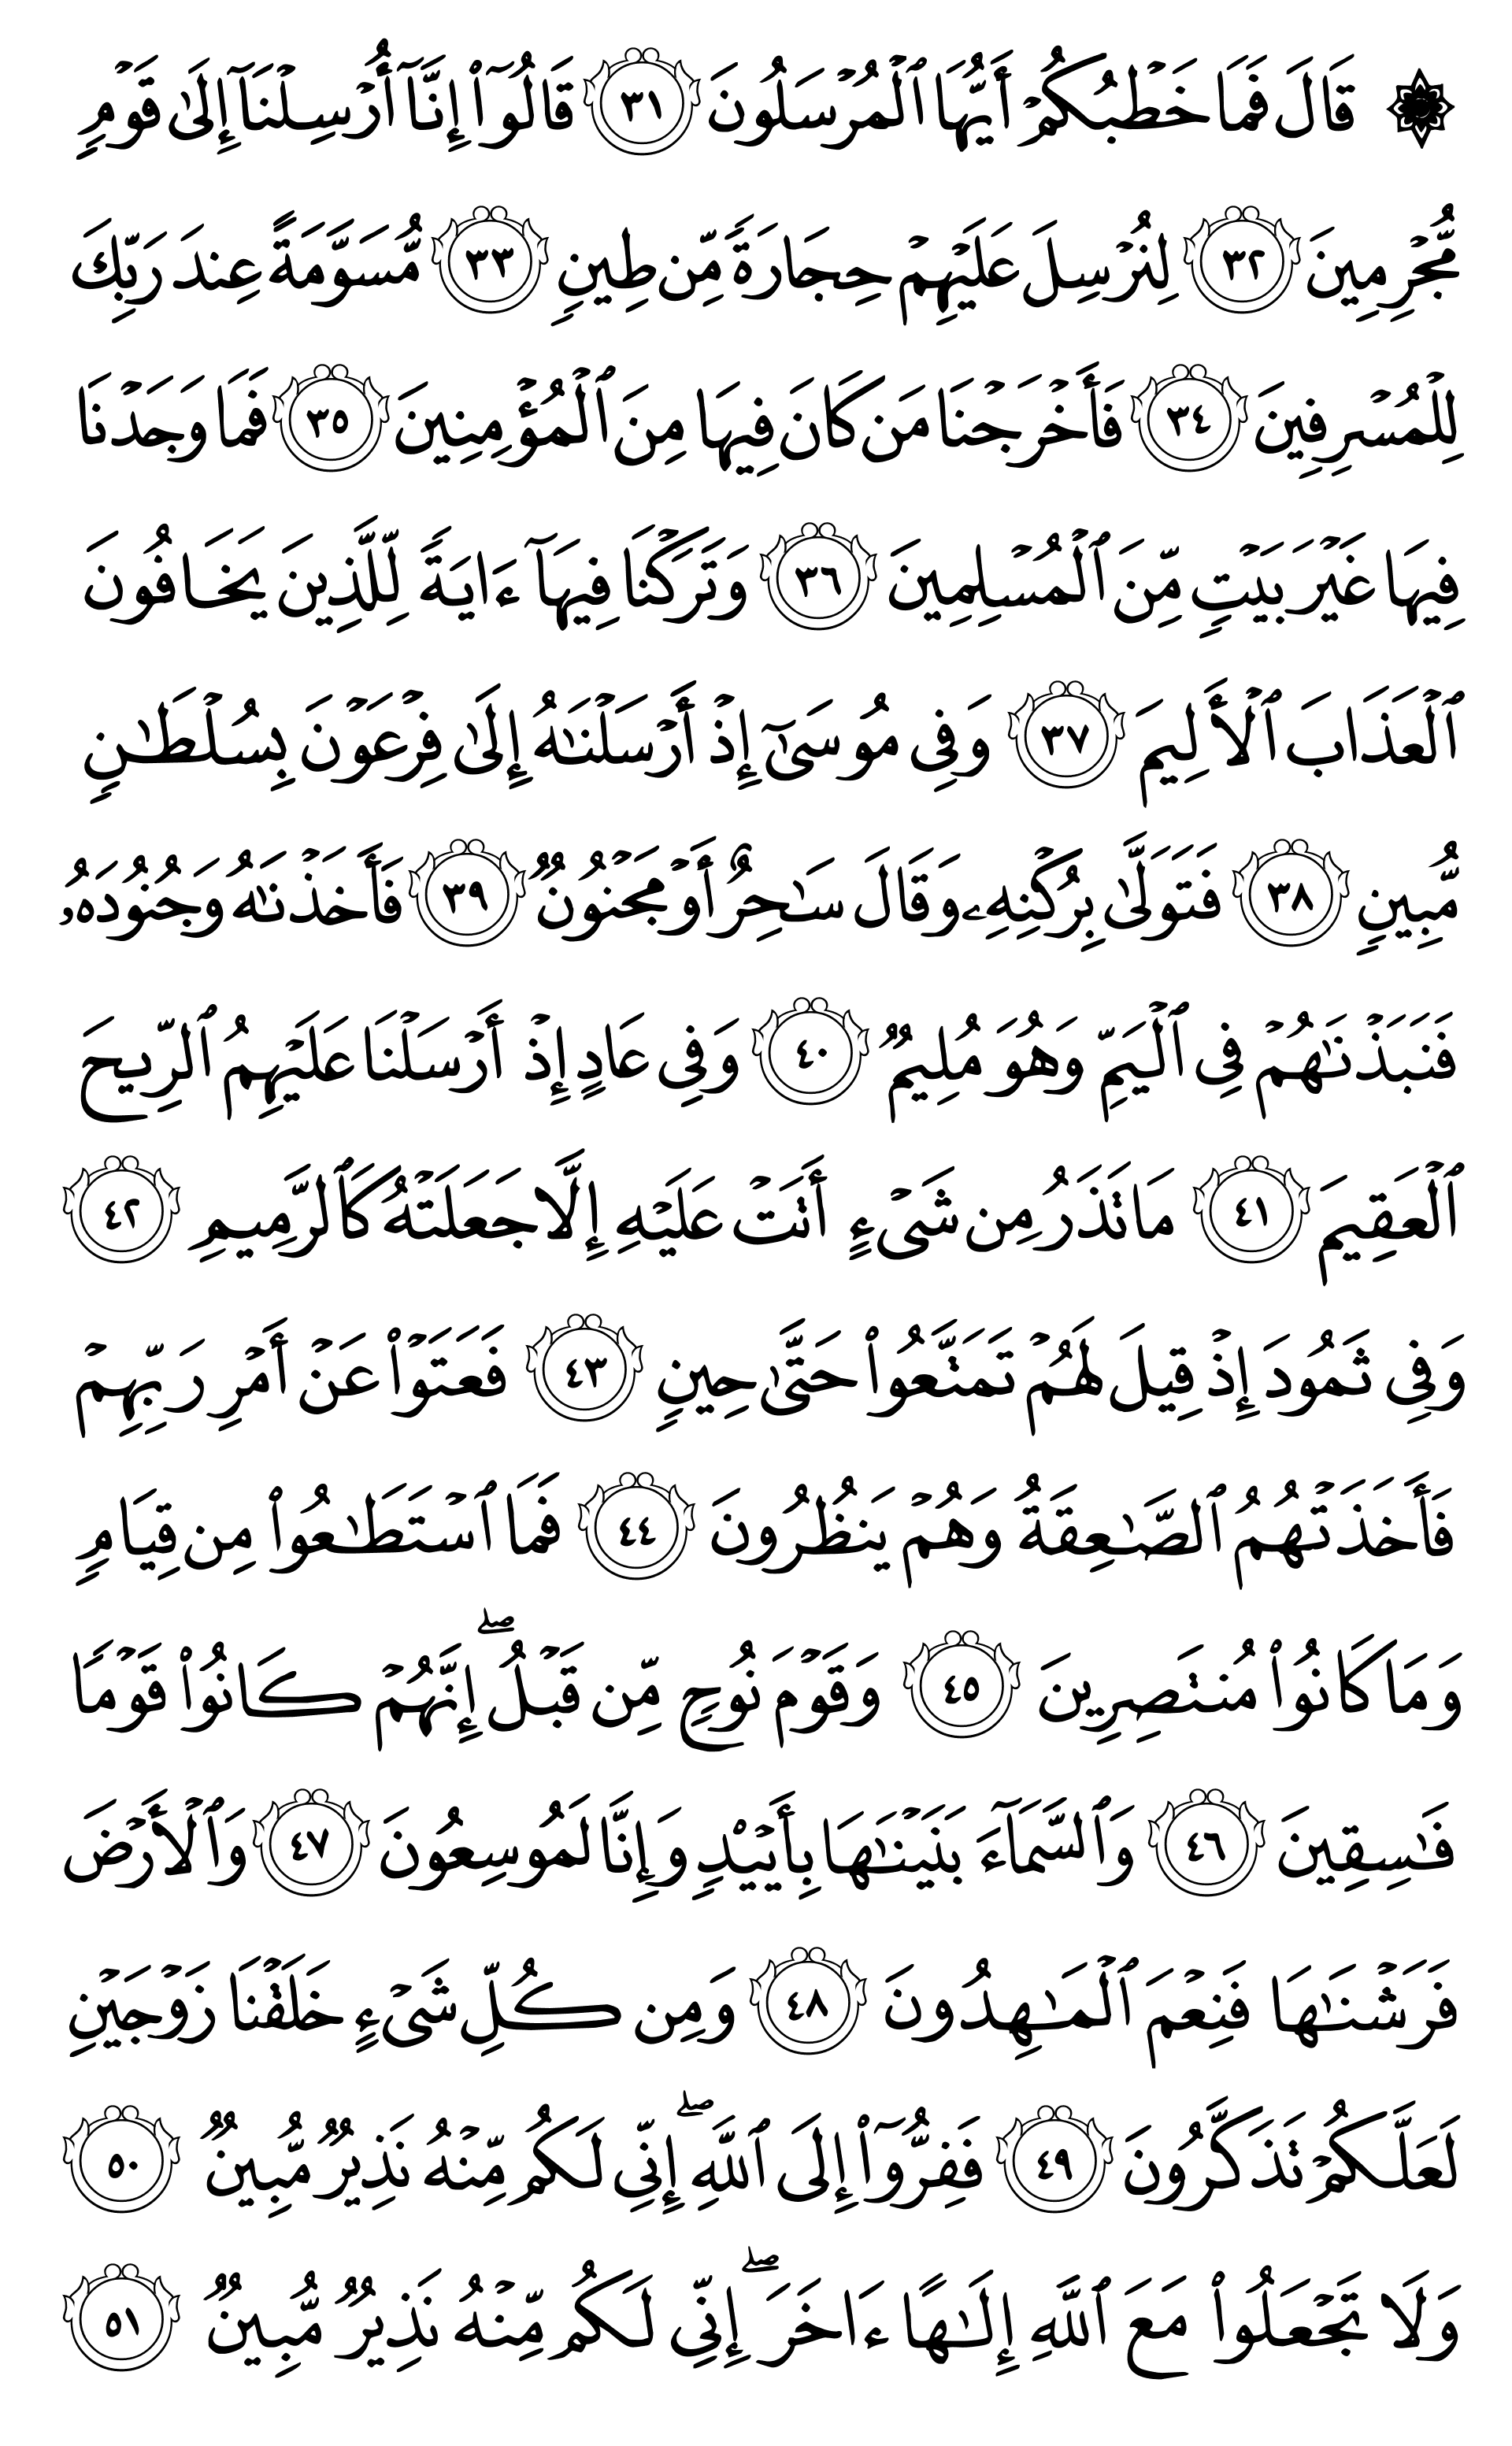 ۞ قَالَ فَمَا خَطْبُكُمْ أَيُّهَا ٱلْمُرْسَلُونَ ٣١ قَالُوٓا۟ إِنَّآ أُرْسِلْنَآ إِلَىٰ قَوْمٍ
مُّجْرِمِينَ ٣٢ لِنُرْسِلَ عَلَيْهِمْ حِجَارَةً مِّن طِينٍ ٣٣ مُّسَوَّمَةً عِندَ رَبِّكَ
لِلْمُسْرِفِينَ ٣٤ فَأَخْرَجْنَا مَن كَانَ فِيهَا مِنَ ٱلْمُؤْمِنِينَ ٣٥ فَمَا وَجَدْنَا
فِيهَا غَيْرَ بَيْتٍ مِّنَ ٱلْمُسْلِمِينَ ٣٦ وَتَرَكْنَا فِيهَآ ءَايَةً لِّلَّذِينَ يَخَافُونَ
ٱلْعَذَابَ ٱلْأَلِيمَ ٣٧ وَفِى مُوسَىٰٓ إِذْ أَرْسَلْنَـٰهُ إِلَىٰ فِرْعَوْنَ بِسُلْطَـٰنٍ
مُّبِينٍ ٣٨ فَتَوَلَّىٰ بِرُكْنِهِۦ وَقَالَ سَـٰحِرٌ أَوْ مَجْنُونٌ ٣٩ فَأَخَذْنَـٰهُ وَجُنُودَهُۥ
فَنَبَذْنَـٰهُمْ فِى ٱلْيَمِّ وَهُوَ مُلِيمٌ ٤٠ وَفِى عَادٍ إِذْ أَرْسَلْنَا عَلَيْهِمُ ٱلرِّيحَ
ٱلْعَقِيمَ ٤١ مَا تَذَرُ مِن شَىْءٍ أَتَتْ عَلَيْهِ إِلَّا جَعَلَتْهُ كَٱلرَّمِيمِ ٤٢
وَفِى ثَمُودَ إِذْ قِيلَ لَهُمْ تَمَتَّعُوا۟ حَتَّىٰ حِينٍ ٤٣ فَعَتَوْا۟ عَنْ أَمْرِ رَبِّهِمْ
فَأَخَذَتْهُمُ ٱلصَّـٰعِقَةُ وَهُمْ يَنظُرُونَ ٤٤ فَمَا ٱسْتَطَـٰعُوا۟ مِن قِيَامٍ
وَمَا كَانُوا۟ مُنتَصِرِينَ ٤٥ وَقَوْمَ نُوحٍ مِّن قَبْلُ ۖ إِنَّهُمْ كَانُوا۟ قَوْمًا
فَـٰسِقِينَ ٤٦ وَٱلسَّمَآءَ بَنَيْنَـٰهَا بِأَيْي۟دٍ وَإِنَّا لَمُوسِعُونَ ٤٧ وَٱلْأَرْضَ
فَرَشْنَـٰهَا فَنِعْمَ ٱلْمَـٰهِدُونَ ٤٨ وَمِن كُلِّ شَىْءٍ خَلَقْنَا زَوْجَيْنِ
لَعَلَّكُمْ تَذَكَّرُونَ ٤٩ فَفِرُّوٓا۟ إِلَى ٱللَّهِ ۖ إِنِّى لَكُم مِّنْهُ نَذِيرٌ مُّبِينٌ ٥٠
وَلَا تَجْعَلُوا۟ مَعَ ٱللَّهِ إِلَـٰهًا ءَاخَرَ ۖ إِنِّى لَكُم مِّنْهُ نَذِيرٌ مُّبِينٌ ٥١